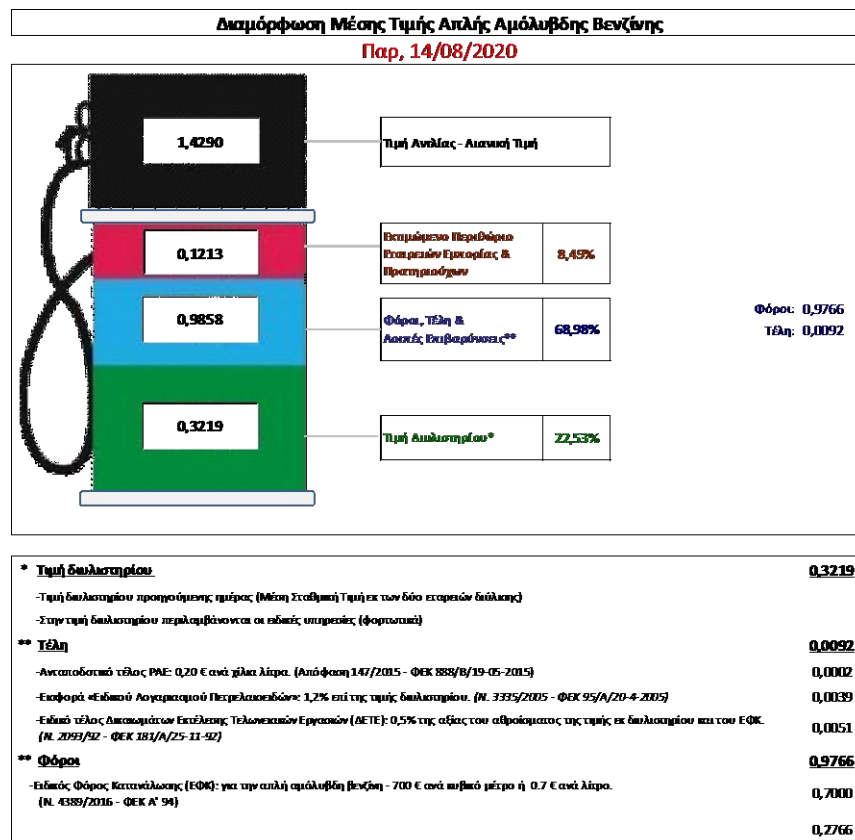 Διαμόρφωση Μέσης Τιμής Απλής Αμόλυβδης Βενζίνης
Παρ, 14/08/2020
1,4290
Τιμή Αντλίας - Λιανική Τιμή
0,1213
Εκτιμώμενο Περιθώριο
Εταιρειών Εμπορίας &
Πρατηριούχων
8,49%
0,9858
Φόροι, Τέλη &
Λοιπές Επιβαρύνσεις**
68,98%
Φόροι: 0,9766
Τέλη: 0,0092
0,3219
Τιμή Διυλιστηρίου*
22,53%
* Τιμή διυλιστηρίου 0,3219
-Τιμή διυλιστηρίου προηγούμενης ημέρας (Μέση Σταθμική Τιμή εκ των δύο εταρειών διύλισης)
-Στην τιμή διυλιστηρίου περιλαμβάνονται οι ειδικές υπηρεσίες (φορτωτικά)
** Τέλη 0,0092
-Ανταποδοτικό τέλος ΡΑΕ: 0,20 € ανά χίλια λίτρα. (Απόφαση 147/2015 - ΦΕΚ 888/Β/19-05-2015) 0,0002
-Εισφορά «Ειδικού Λογαριασμού Πετρελαιοειδών»: 1,2% επί της τιμής διυλιστηρίου. (Ν. 3335/2005 - ΦΕΚ 95/Α/20-4-2005) 0,0039
-Ειδικό τέλος Δικαιωμάτων Εκτέλεσης Τελωνειακών Εργασιών (ΔΕΤΕ): 0,5% της αξίας του αθροίσματος της τιμής εκ διυλιστηρίου και του ΕΦΚ.
(Ν. 2093/92 - ΦΕΚ 181/Α/25-11-92) 0,0051
** Φόροι 0,9766
-Ειδικός Φόρος Κατανάλωσης (ΕΦΚ): για την απλή αμόλυβδη βενζίνη - 700 € ανά κυβικό μέτρο ή 0.7 € ανά λίτρο.
(Ν. 4389/2016 - ΦΕΚ Α' 94) 0,7000
0,2766